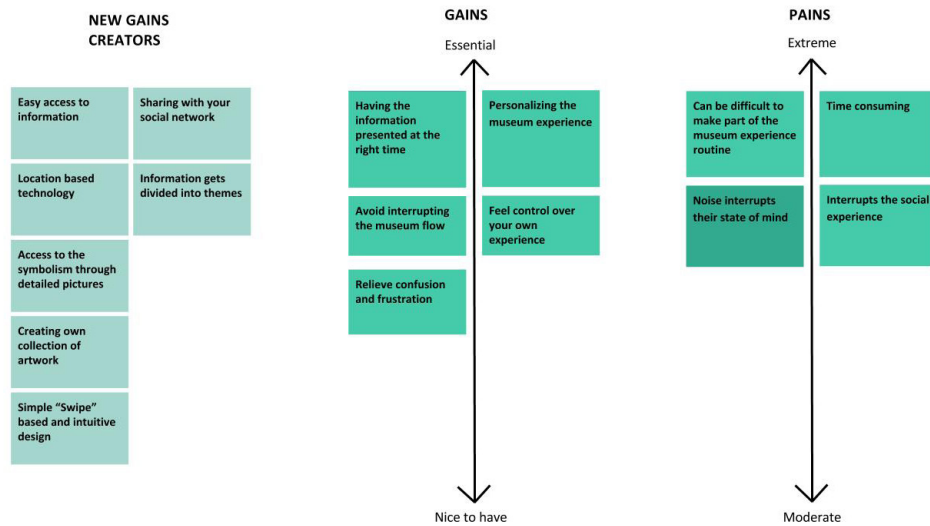 NEW GAINS
CREATORS
Easy access to
information
Sharing with your
social network
Location based
technology
Information gets
divided into themes
Access to the
symbolism through
detailed pictures
Creating own
collection of
artwork
Simple “Swipe”
based and intuitive
design
GAINS
Essential
Having the
information
presented at the
right time
Personalizing the
museum experience
Avoid interrupting
the museum flow
Feel control over
your own
experience
Relieve confusion
and frustration
Nice to have
PAINS
Extreme
Can be difficult to
make part of the
museum experience
routine
Time consuming
Noise interrupts
their state of mind
Interrupts the social
experience
Moderate